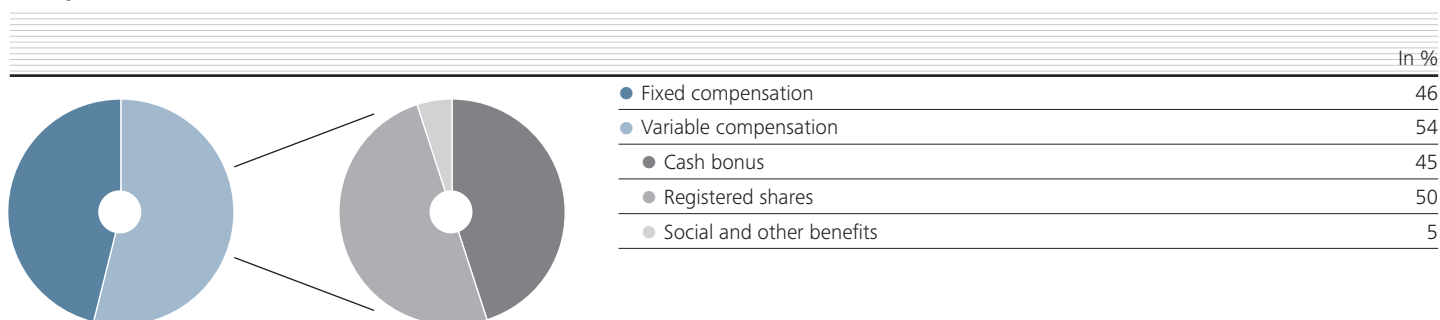 In %
Fixed compensation 46
Variable compensation 54
Cash bonus 45
Registered shares 50
Social and other benefits 5